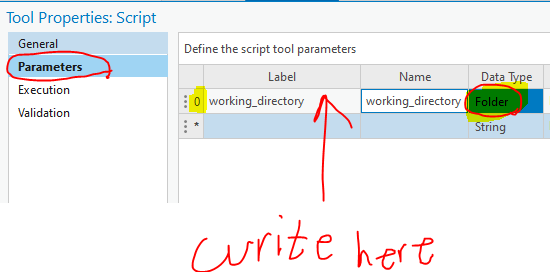 Tool Properties: Script
General
Parameters
Execution
Validation
Define the script tool parameters
Label Name Data Type
0 working_directory working_directory Folder
* String
write here